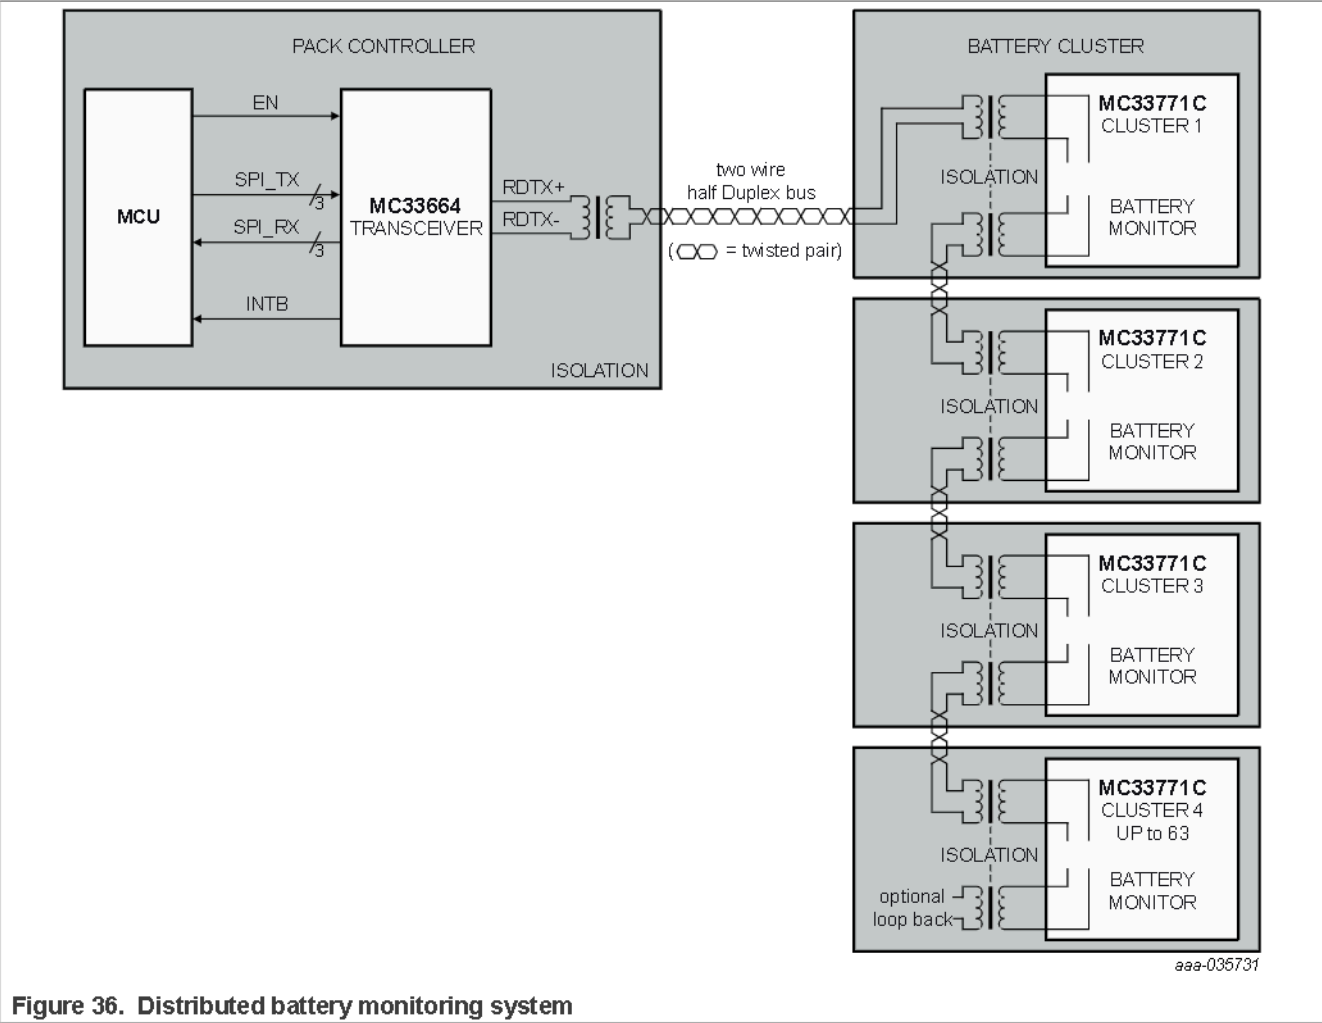 PACK CONTROLLER
MCU
EN
SPI_TX
3
SPI_RX
3
INTB
MC33664
TRANSCEIVER
RDTX+
RDTX-
ISOLATION
two wire
half Duplex bus
( = twisted pair)
BATTERY CLUSTER
MC33771C
CLUSTER 1
ISOLATION
BATTERY
MONITOR
MC33771C
CLUSTER 2
ISOLATION
BATTERY
MONITOR
MC33771C
CLUSTER 3
ISOLATION
BATTERY
MONITOR
MC33771C
CLUSTER 4
UP to 63
ISOLATION
BATTERY
MONITOR
optional
loop back
aaa-035731
Figure 36. Distributed battery monitoring system